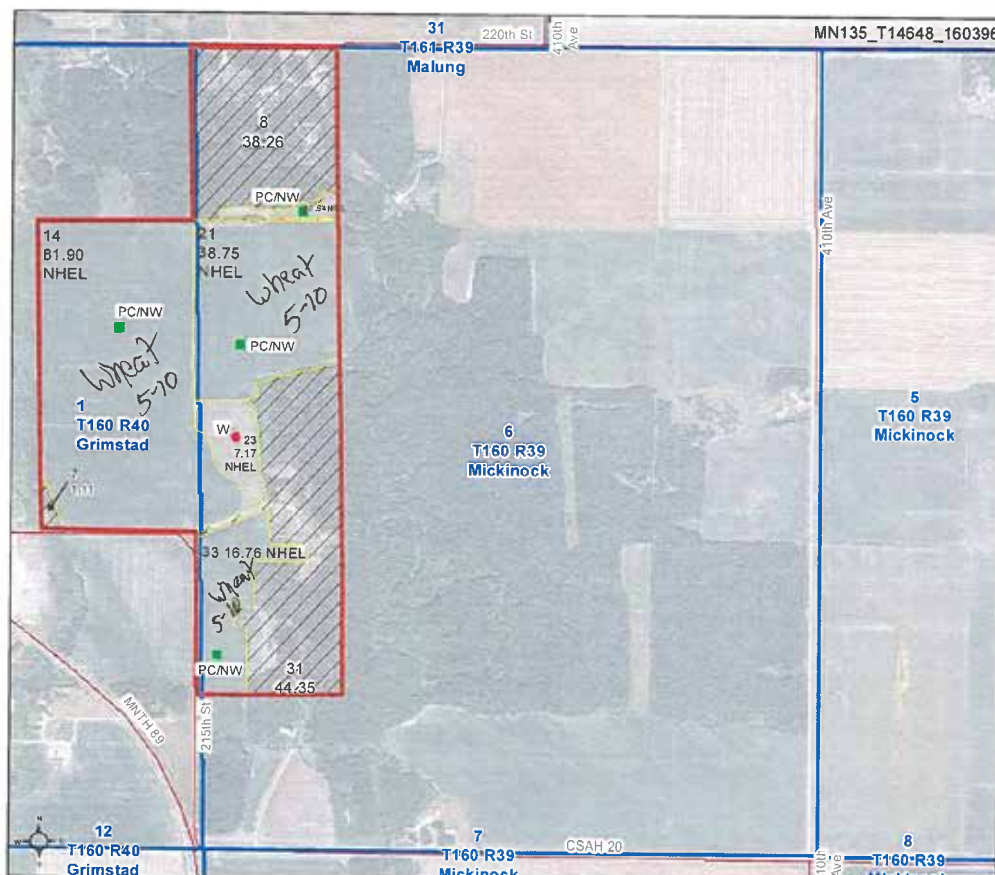 31
T161 R39
Malung
220th St
410th
Ave
MN135_T14648_160396
8
38.26
PC/NW
14
81.90
NHEL
21
38.75
NHEL
Wheat
5-10
410th Ave
PC/NW
Wheat
5-10
PC/NW
1
T160 R40
Grimstad
W
23
7.17
NHEL
6
T160 R39
Mickinock
5
T160 R39
Mickinock
33 16.76 NHEL
Wheat
5-10
PC/NW
31
44.35
MNTH 89
215th St
12
T160 R40
Grimstad
7
T160 R39
Mickinock
CSAH 20
8
T160 R39